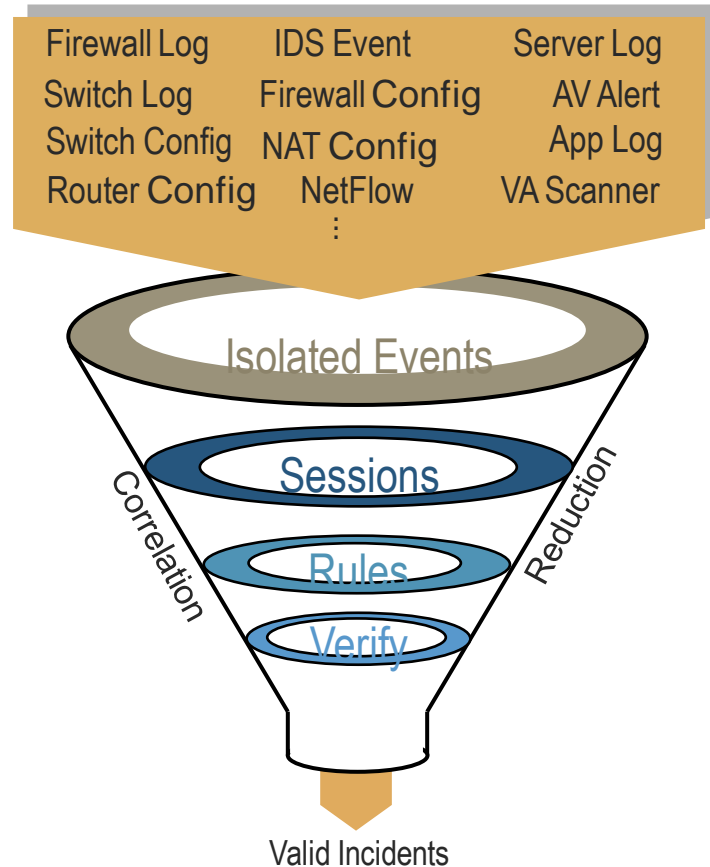 Firewall Log IDS Event Server Log
Switch Log Firewall Config AV Alert
Switch Config NAT Config App Log
Router Config NetFlow VA Scanner
⋮
Isolated Events
Sessions
Correlation
Reduction
Rules
Verify
Valid Incidents